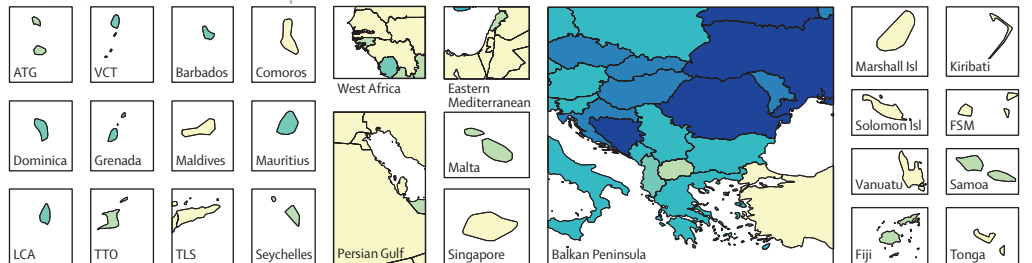 ATG
VCT
Barbados
Comoros
West Africa
Eastern
Mediterranean
Marshall Isl
Kiribati
Solomon Isl
FSM
Dominica
Grenada
Maldives
Mauritius
Malta
Vanuatu
Samoa
LCA
TTO
TLS
Seychelles
Persian Gulf
Singapore
Balkan Peninsula
Fiji
Tonga